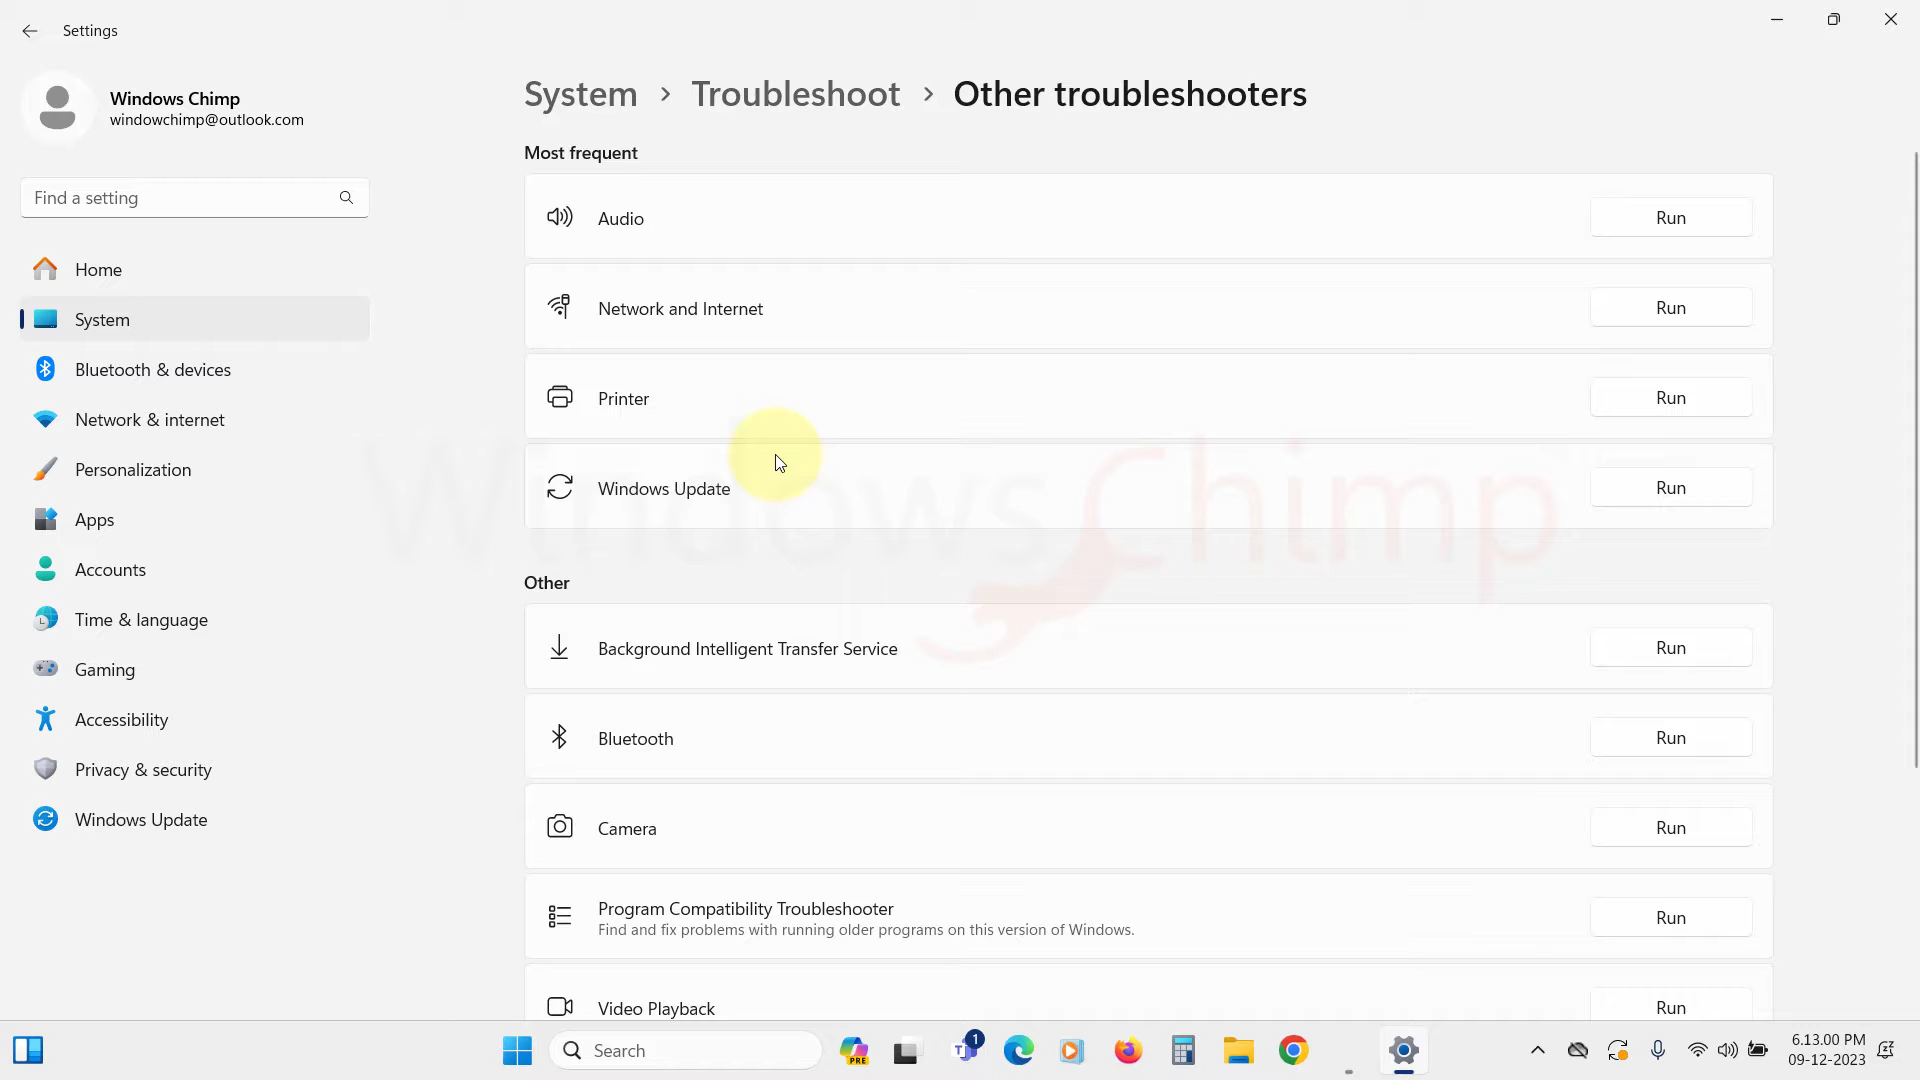 Settings
Windows Chimp
windowchimp@outlook.com
Find a setting
Home
System
Bluetooth & devices
Network & internet
Personalization
Apps
Accounts
Time & language
Gaming
Accessibility
Privacy & security
Windows Update
System > Troubleshoot > Other troubleshooters
Most frequent
Audio Run
Network and Internet Run
Printer Run
Windows Update Run
Windows Chimp
Other
Background Intelligent Transfer Service Run
Bluetooth Run
Camera Run
Program Compatibility Troubleshooter Run
Find and fix problems with running older programs on this version of Windows.
Video Playback Run
Search
PRE
T
1
6.13.00 PM
09-12-2023